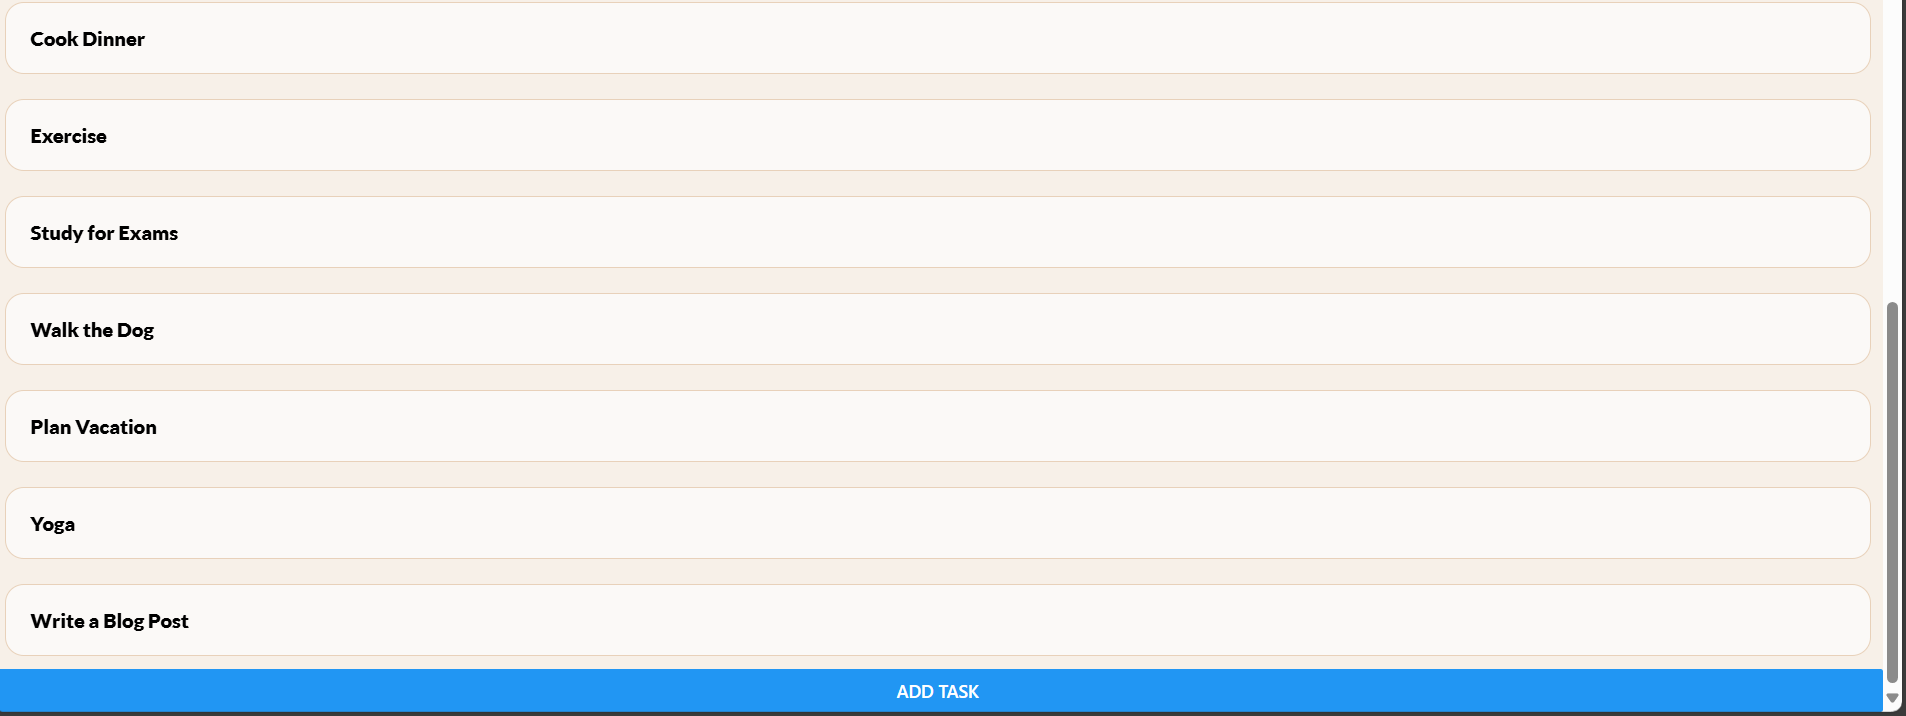 Cook Dinner
Exercise
Study for Exams
Walk the Dog
Plan Vacation
Yoga
Write a Blog Post
ADD TASK